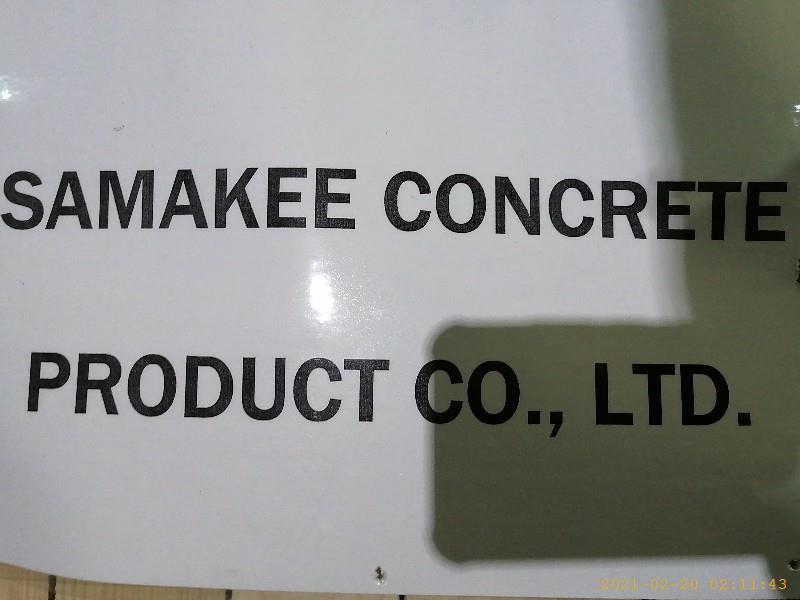 SAMAKEE CONCRETE
PRODUCT CO., LTD.
2021-02-20 02:11:43